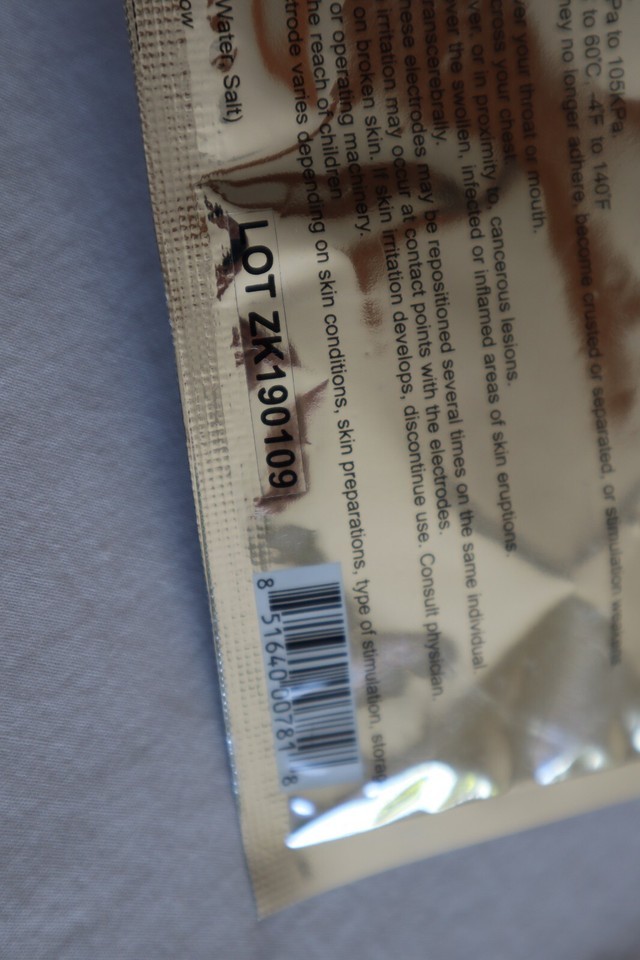 Pa to 105kPa.
to 60℃, -4℉ to 140℉
hey no longer adhere, become crusted or separated, or stimulation
er your throat or mouth.
cross your chest.
ver, or in proximity to, cancerous lesions.
ver the swollen, infected or inflamed areas of skin eruptions.
transcerebrally.
hese electrodes may be repositioned several times on the same individual.
irritation may occur at contact points with the electrodes.
on broken skin. If skin irritation develops, discontinue use. Consult physician.
or operating machinery.
he reach of children.
trode varies depending on skin conditions, skin preparations, type of stimulation, storag
Water, Salt)
ow
LOT ZK190109
8 51640 00781 8